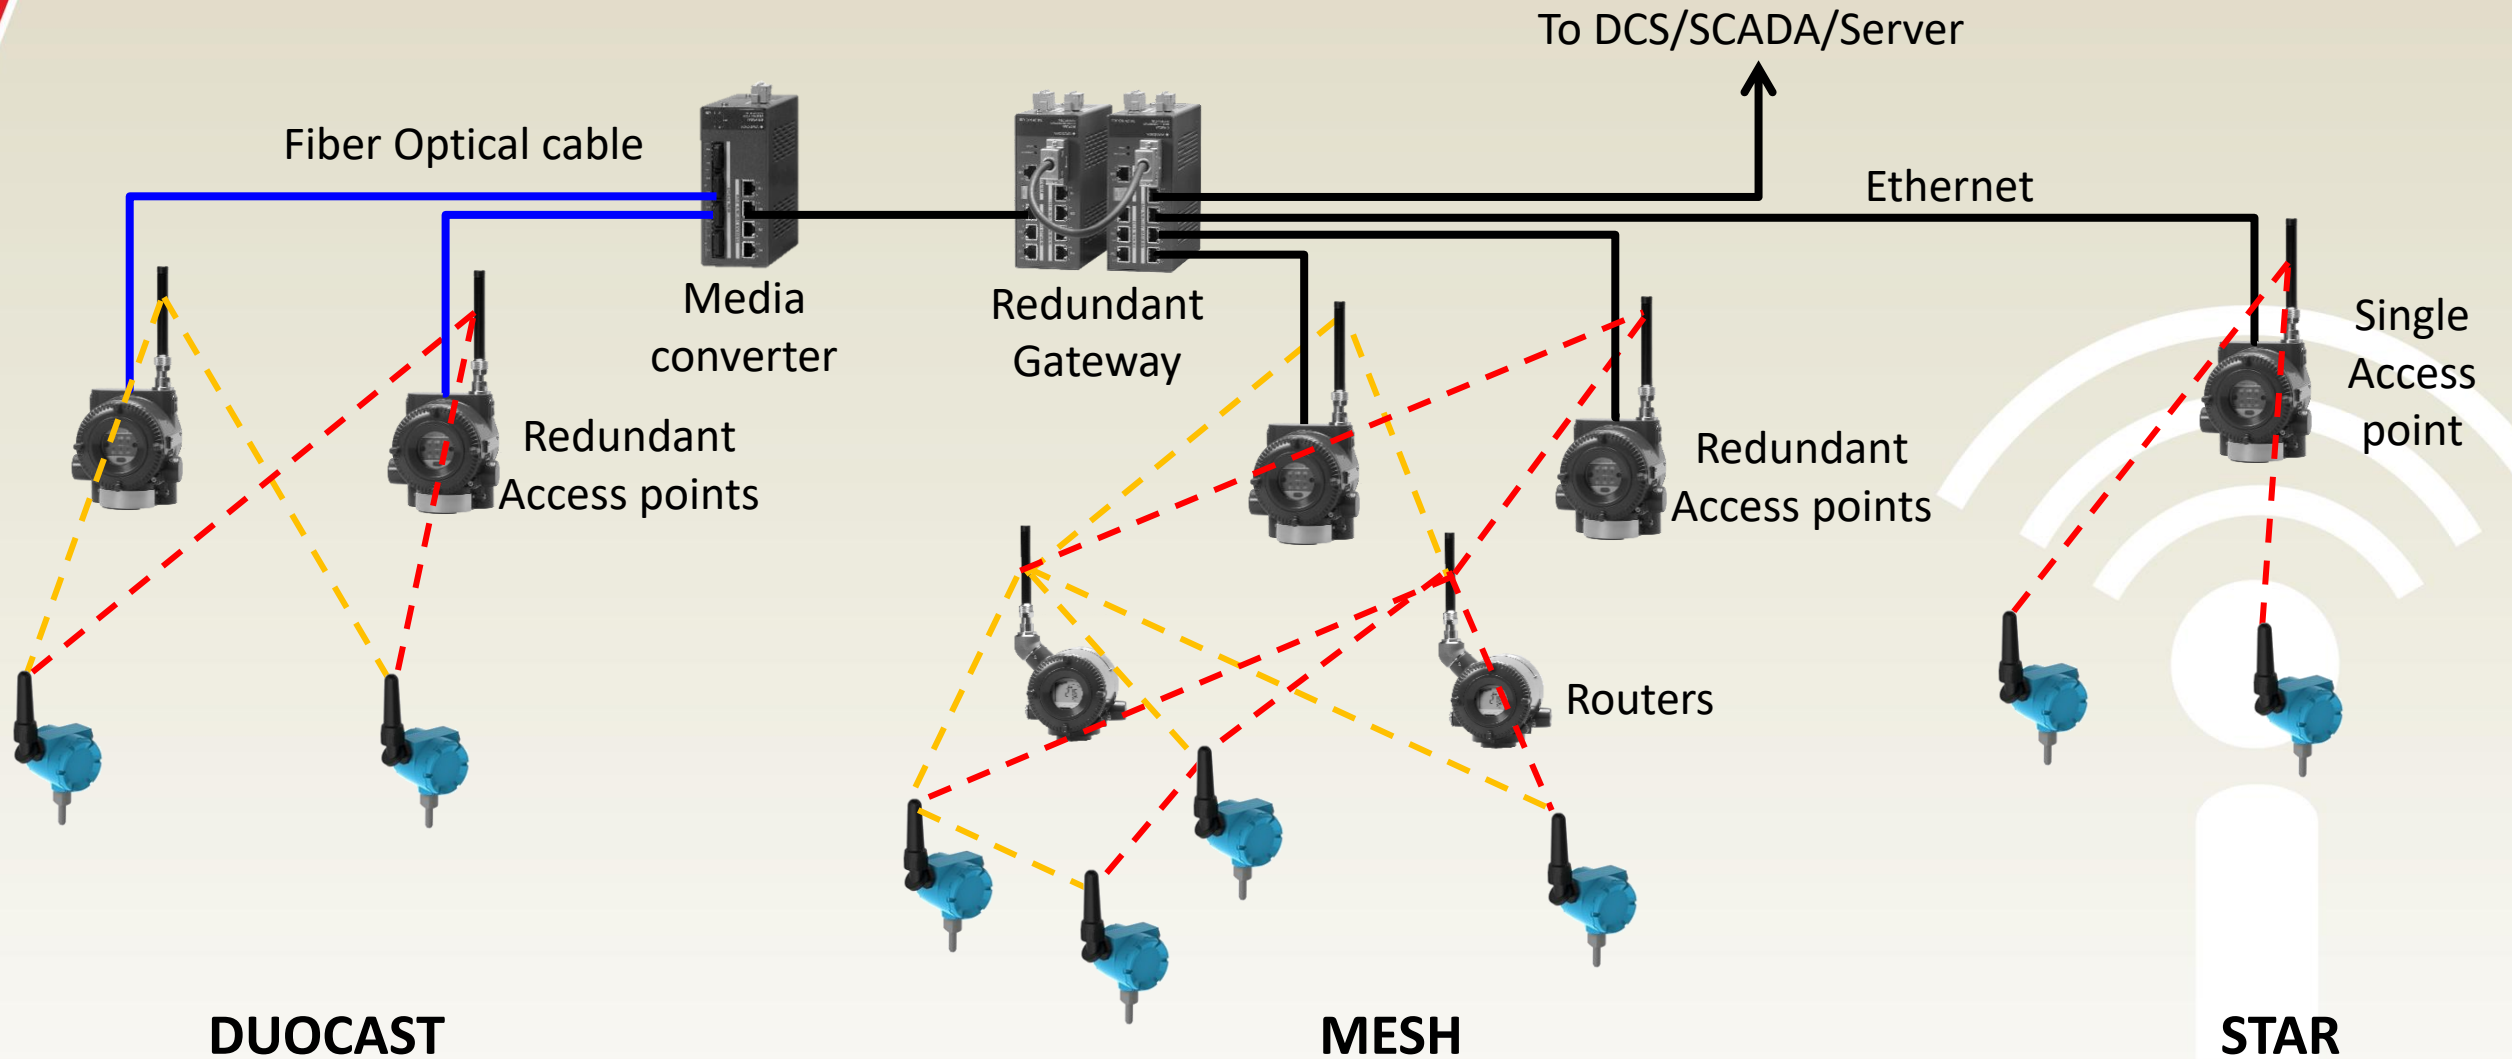 To DCS/SCADA/Server
Fiber Optical cable
Ethernet
Media
converter
Redundant
Gateway
Single
Access
point
Redundant
Access points
Redundant
Access points
Routers
DUOCAST
MESH
STAR